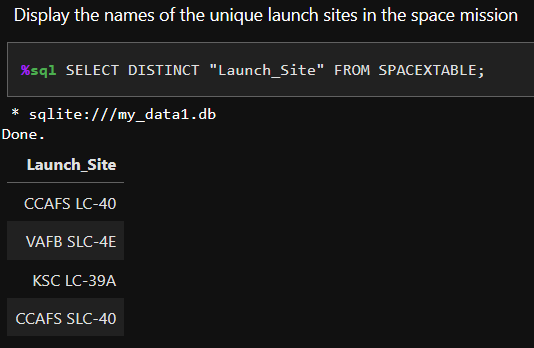 Display the names of the unique launch sites in the space mission
%sql SELECT DISTINCT "Launch_Site" FROM SPACEXTABLE;
* sqlite:///my_data1.db
Done.
Launch_Site
CCAFS LC-40
VAFB SLC-4E
KSC LC-39A
CCAFS SLC-40